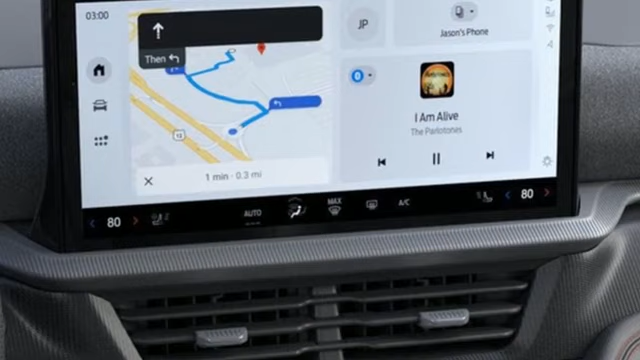 03:00
Then
12
1 min · 0.3 mi
JP
Jason's Phone
I Am Alive
The Parlotones
80
AUTO
MAX
A/C
80